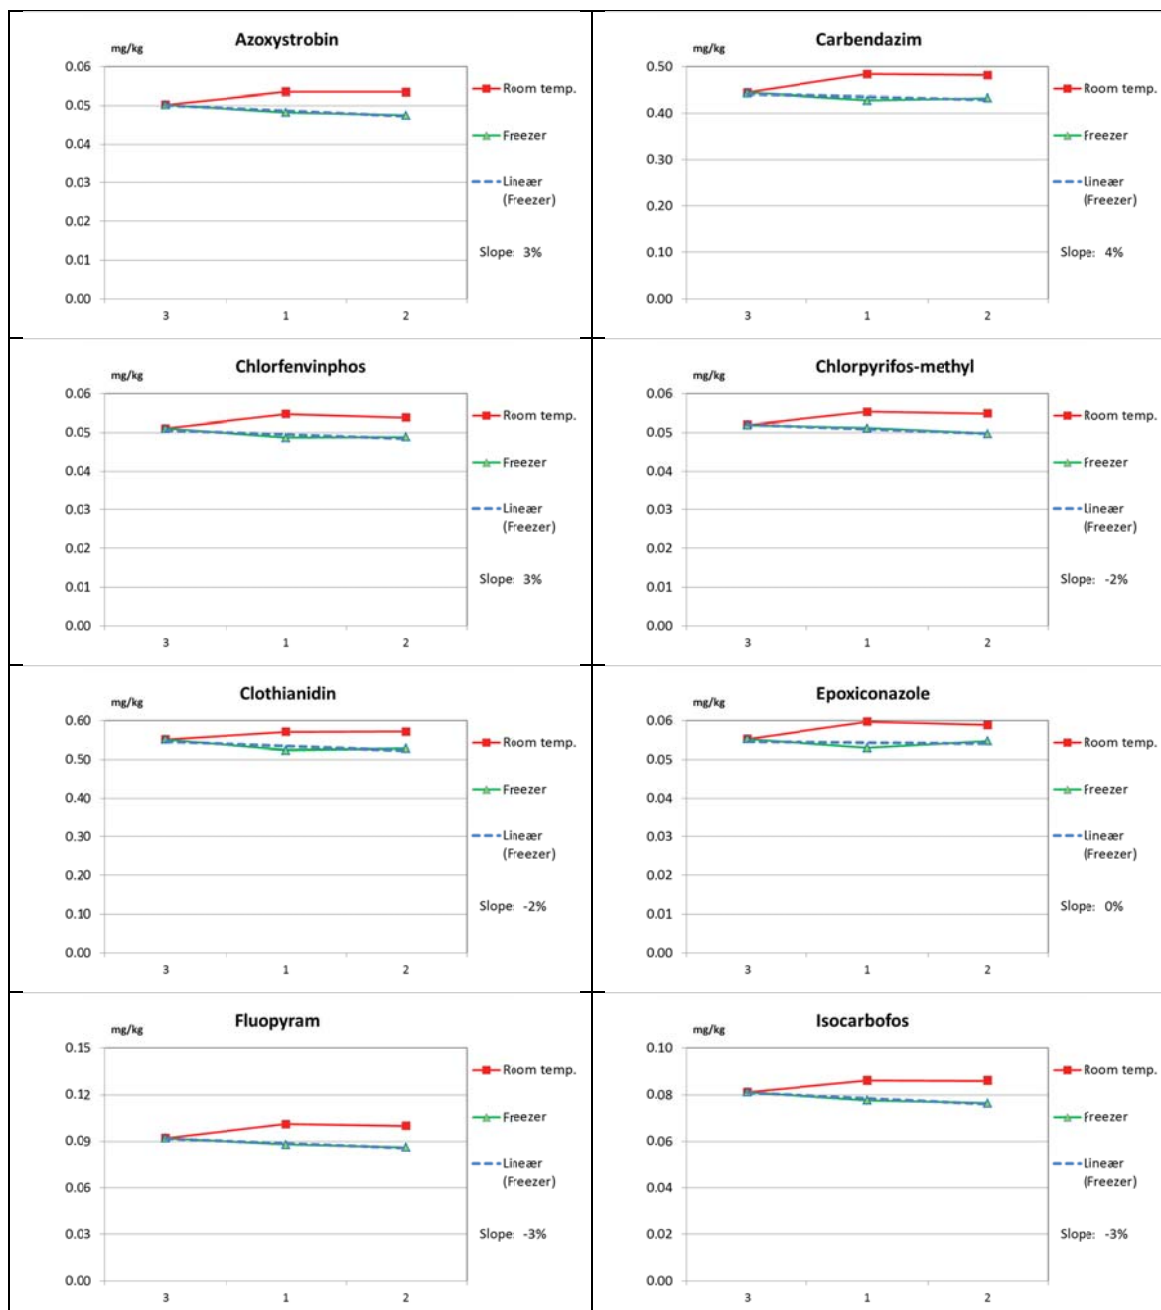 Azoxystrobin
mg/kg
0.06
0.05
0.04
0.03
0.02
0.01
0.00
3 1 2
Room temp.
Freezer
Lineær
(Freezer)
Slope: 3%
Carbendazim
mg/kg
0.50
0.40
0.30
0.20
0.10
0.00
3 1 2
Room temp.
Freezer
Lineær
(Freezer)
Slope: 4%
Chlorfenvinphos
mg/kg
0.06
0.05
0.04
0.03
0.02
0.01
0.00
3 1 2
Room temp.
Freezer
Lineær
(Freezer)
Slope: 3%
Chlorpyrifos-methyl
mg/kg
0.06
0.05
0.04
0.03
0.02
0.01
0.00
3 1 2
Room temp.
Freezer
Lineær
(Freezer)
Slope: -2%
Clothianidin
mg/kg
0.60
0.50
0.40
0.30
0.20
0.10
0.00
3 1 2
Room temp.
Freezer
Lineær
(Freezer)
Slope: -2%
Epoxiconazole
mg/kg
0.06
0.05
0.04
0.03
0.02
0.01
0.00
3 1 2
Room temp.
Freezer
Lineær
(Freezer)
Slope: 0%
Fluopyram
mg/kg
0.15
0.12
0.09
0.06
0.03
0.00
3 1 2
Room temp.
Freezer
Lineær
(Freezer)
Slope: -3%
Isocarbofos
mg/kg
0.10
0.08
0.06
0.04
0.02
0.00
3 1 2
Room temp.
Freezer
Lineær
(Freezer)
Slope: -3%